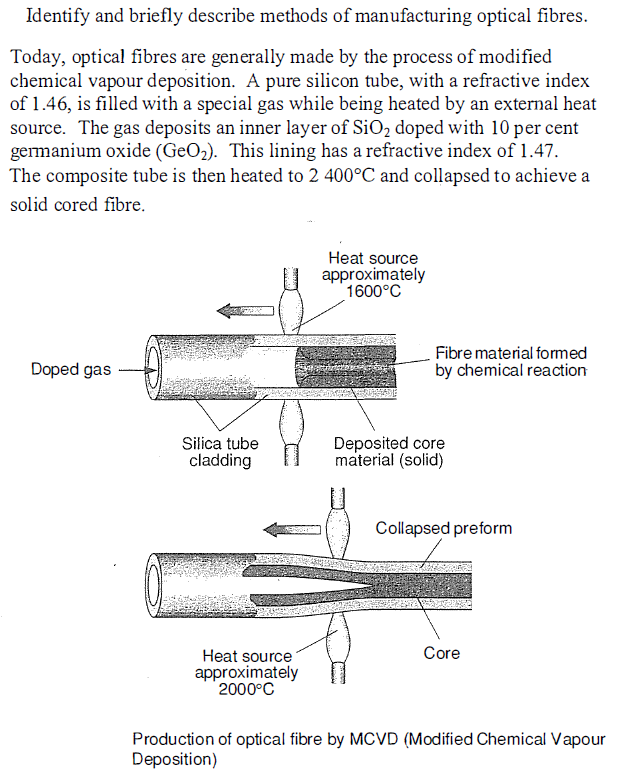 Identify and briefly describe methods of manufacturing optical fibres.
Today, optical fibres are generally made by the process of modified
chemical vapour deposition.  A pure silicon tube, with a refractive index
of 1.46, is filled with a special gas while being heated by an external heat
source.  The gas deposits an inner layer of SiO₂ doped with 10 per cent
germanium oxide (GeO₂).  This lining has a refractive index of 1.47.
The composite tube is then heated to 2 400°C and collapsed to achieve a
solid cored fibre.
Heat source
approximately
1600°C
Doped gas
Fibre material formed
by chemical reaction
Silica tube
cladding
Deposited core
material (solid)
Collapsed preform
Heat source
approximately
2000°C
Core
Production of optical fibre by MCVD (Modified Chemical Vapour
Deposition)